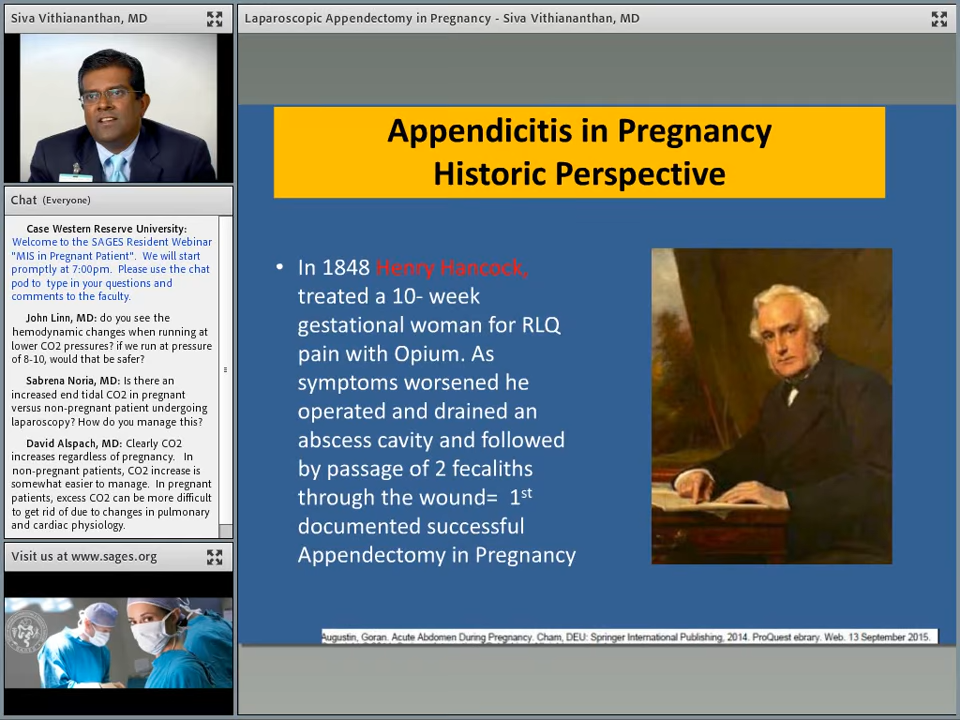 Siva Vithiananthan, MD
Chat (Everyone)
Case Western Reserve University:
Welcome to the SAGES Resident Webinar
"MIS in Pregnant Patient". We will start
promptly at 7:00pm. Please use the chat
pod to type in your questions and
comments to the faculty.
John Linn, MD: do you see the
hemodynamic changes when running at
lower CO2 pressures? if we run at pressure
of 8-10, would that be safer?
Sabrena Noria, MD: Is there an
increased end tidal CO2 in pregnant
versus non-pregnant patient undergoing
laparoscopy? How do you manage this?
David Alspach, MD: Clearly CO2
increases regardless of pregnancy. In
non-pregnant patients, CO2 increase is
somewhat easier to manage. In pregnant
patients, excess CO2 can be more difficult
to get rid of due to changes in pulmonary
and cardiac physiology.
Visit us at www.sages.org
Laparoscopic Appendectomy in Pregnancy - Siva Vithiananthan, MD
Appendicitis in Pregnancy
Historic Perspective
• In 1848 Henry Hancock,
treated a 10- week
gestational woman for RLQ
pain with Opium. As
symptoms worsened he
operated and drained an
abscess cavity and followed
by passage of 2 fecaliths
through the wound= 1st
documented successful
Appendectomy in Pregnancy
Augustin, Goran. Acute Abdomen During Pregnancy. Cham, DEU: Springer International Publishing, 2014. ProQuest ebrary. Web. 13 September 2015.